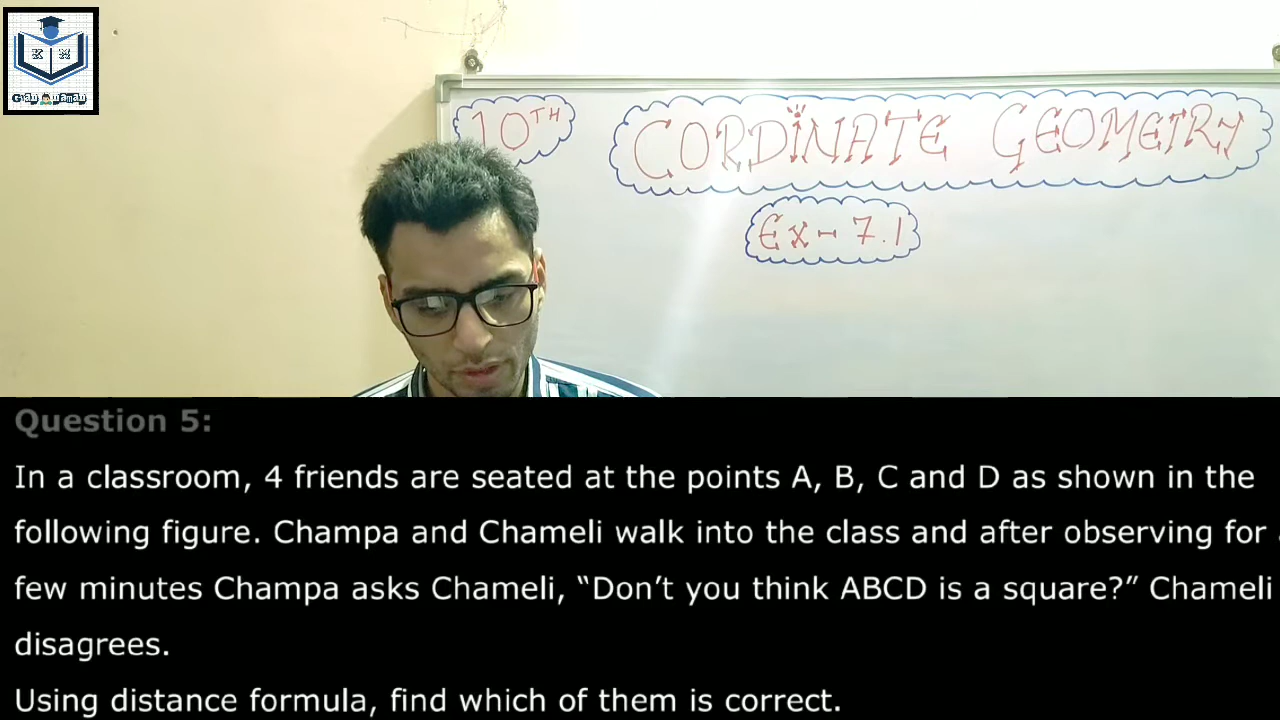 K H
10TH
CORDINATE GEOMETRY
Ex-7.1
Question 5:
In a classroom, 4 friends are seated at the points A, B, C and D as shown in the
following figure. Champa and Chameli walk into the class and after observing for
few minutes Champa asks Chameli, “Don’t you think ABCD is a square?” Chameli
disagrees.
Using distance formula, find which of them is correct.